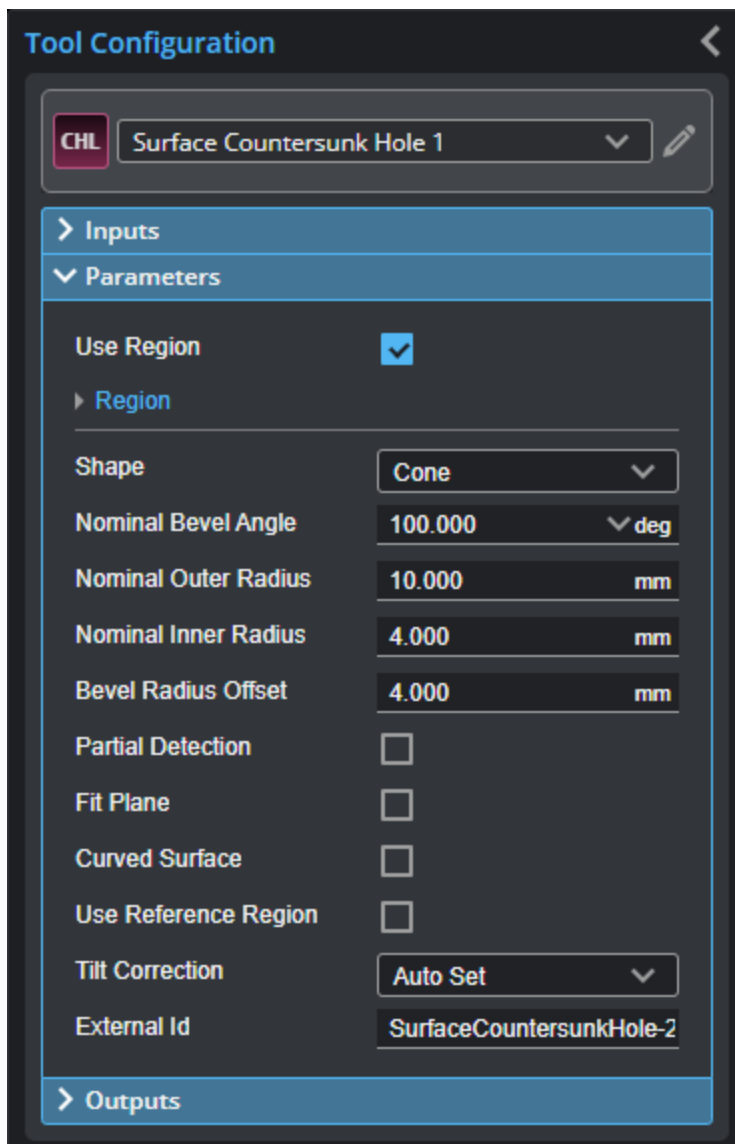 Tool Configuration
CHL Surface Countersunk Hole 1
Inputs
Parameters
Use Region
Region
Shape Cone
Nominal Bevel Angle 100.000 deg
Nominal Outer Radius 10.000 mm
Nominal Inner Radius 4.000 mm
Bevel Radius Offset 4.000 mm
Partial Detection
Fit Plane
Curved Surface
Use Reference Region
Tilt Correction Auto Set
External Id SurfaceCountersunkHole-2
Outputs